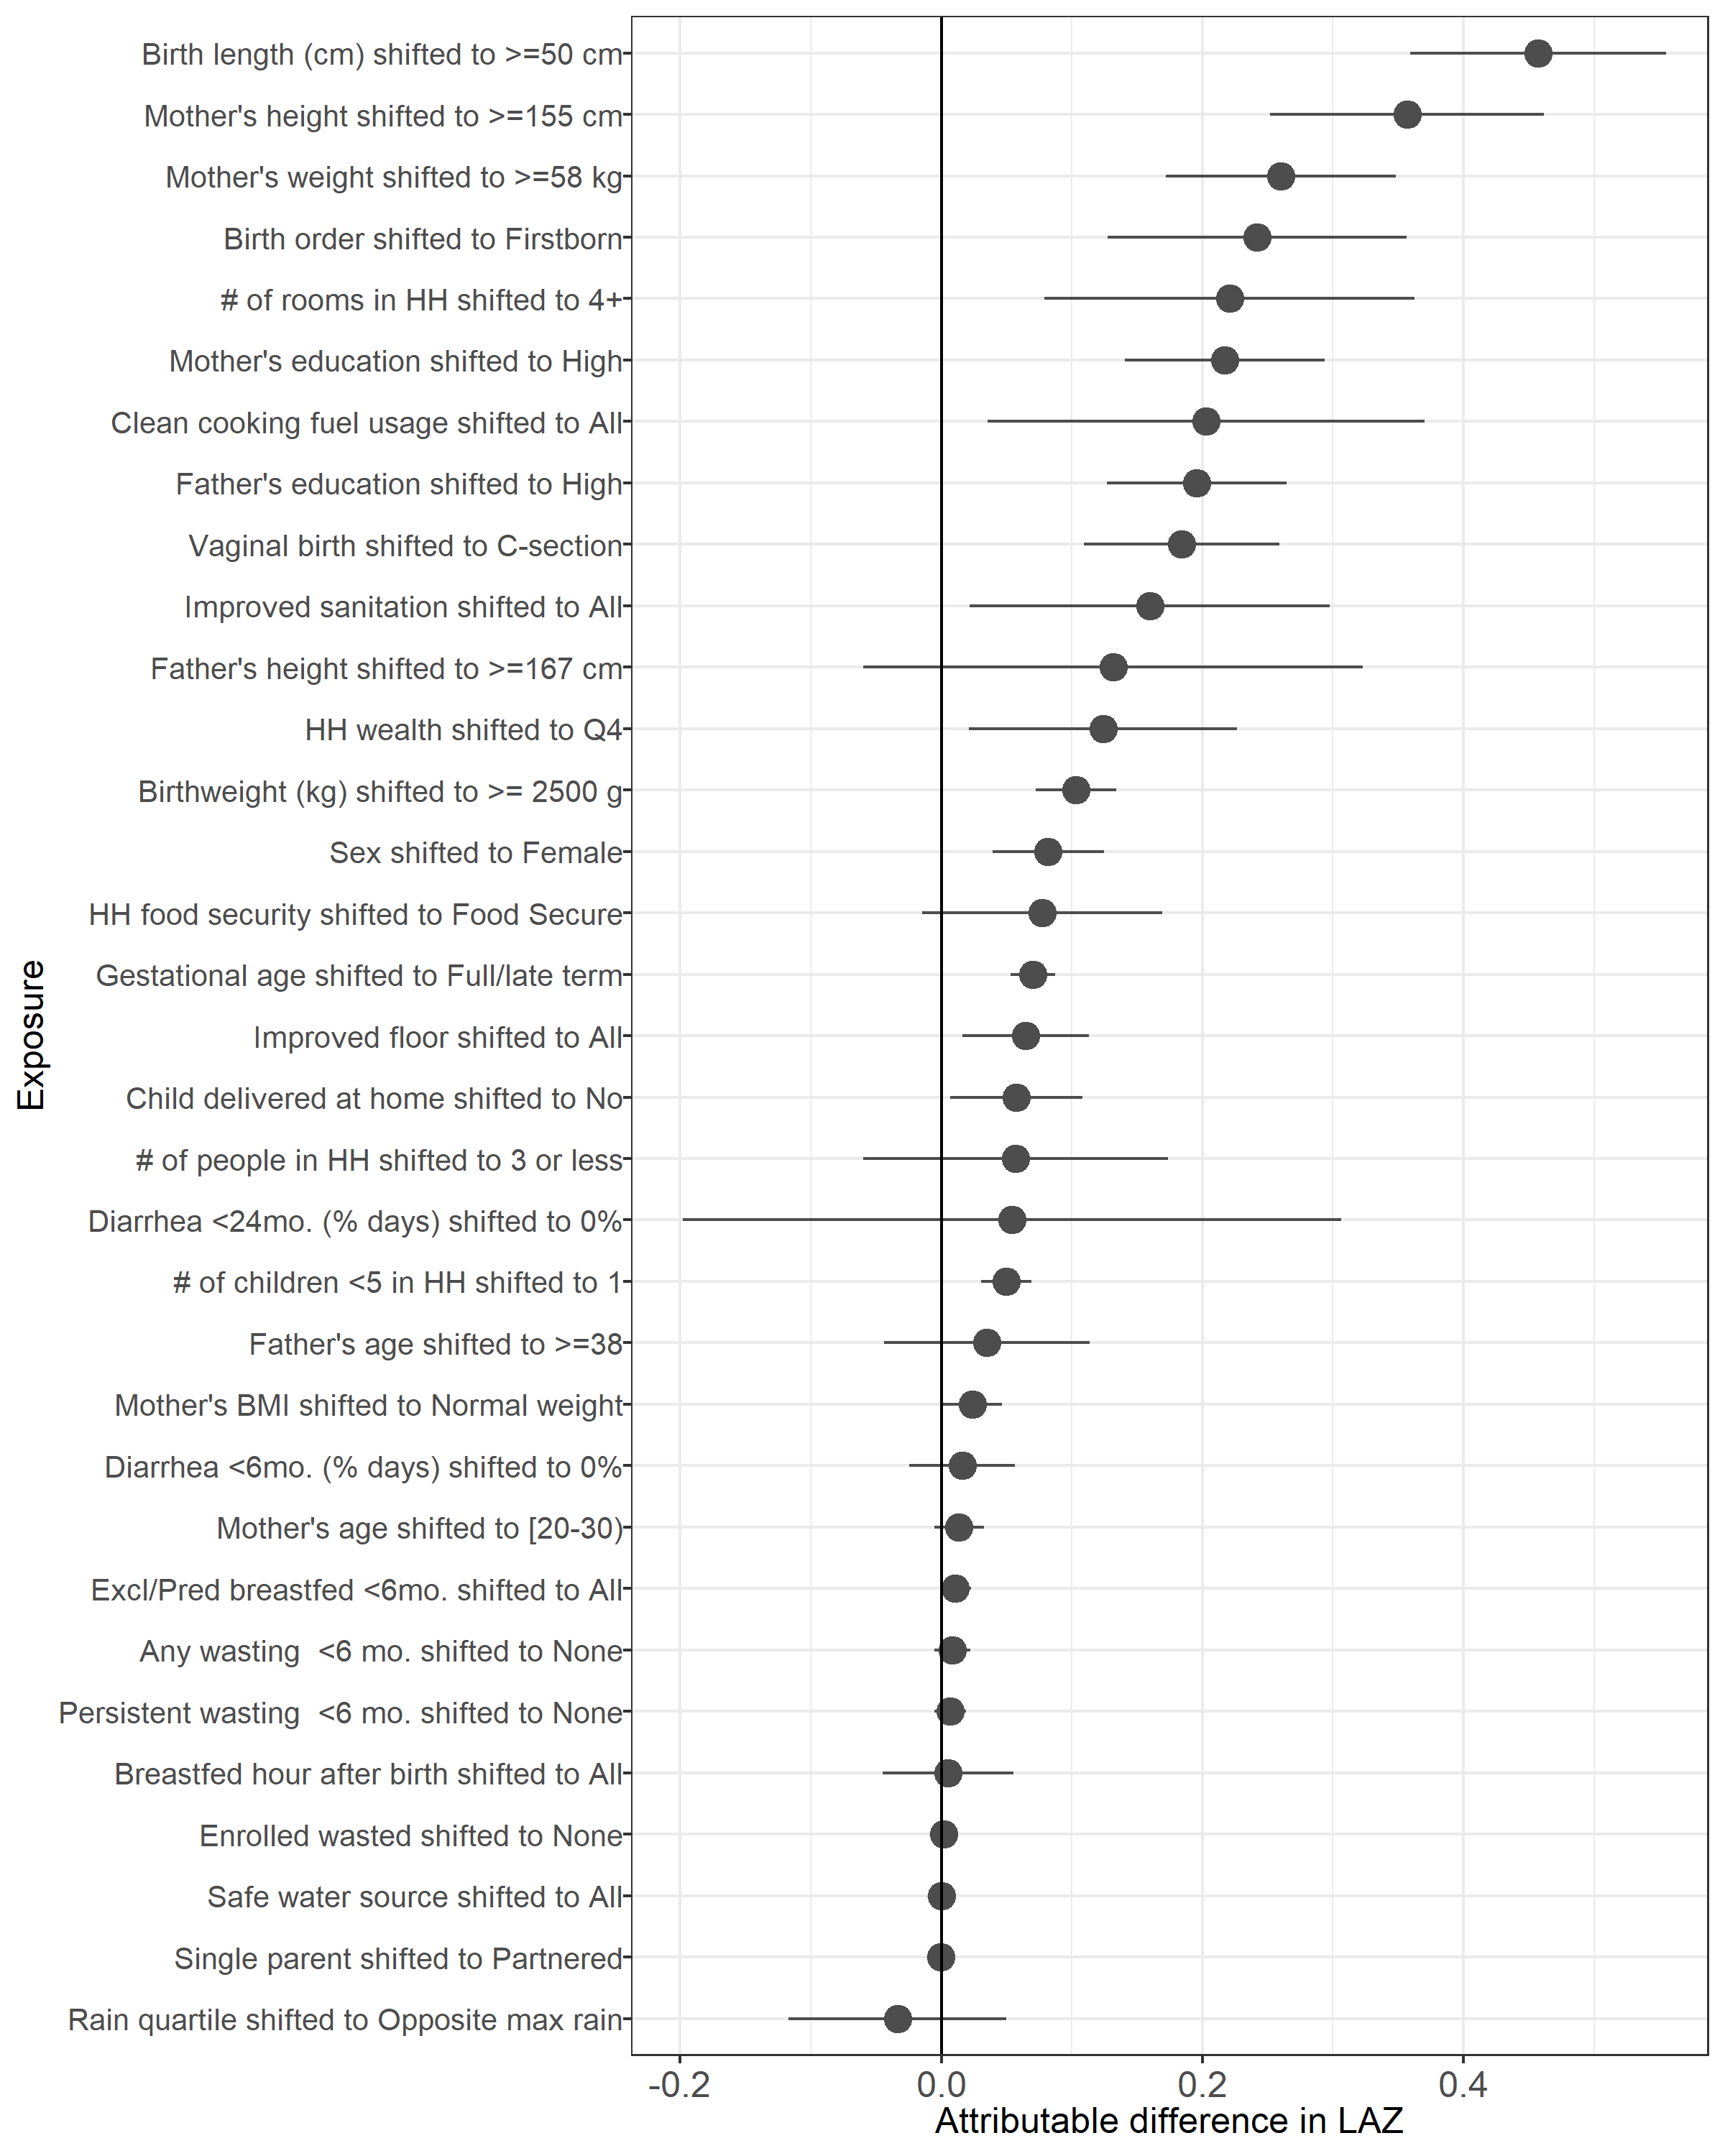 Birth length (cm) shifted to >=50 cm
Mother's height shifted to >=155 cm
Mother's weight shifted to >=58 kg
Birth order shifted to Firstborn
# of rooms in HH shifted to 4+
Mother's education shifted to High
Clean cooking fuel usage shifted to All
Father's education shifted to High
Vaginal birth shifted to C-section
Improved sanitation shifted to All
Father's height shifted to >=167 cm
HH wealth shifted to Q4
Birthweight (kg) shifted to >= 2500 g
Sex shifted to Female
HH food security shifted to Food Secure
Gestational age shifted to Full/late term
Improved floor shifted to All
Child delivered at home shifted to No
# of people in HH shifted to 3 or less
Diarrhea <24mo. (% days) shifted to 0%
# of children <5 in HH shifted to 1
Father's age shifted to >=38
Mother's BMI shifted to Normal weight
Diarrhea <6mo. (% days) shifted to 0%
Mother's age shifted to [20-30)
Excl/Pred breastfed <6mo. shifted to All
Any wasting  <6 mo. shifted to None
Persistent wasting  <6 mo. shifted to None
Breastfed hour after birth shifted to All
Enrolled wasted shifted to None
Safe water source shifted to All
Single parent shifted to Partnered
Rain quartile shifted to Opposite max rain
Exposure
-0.2 0.0 0.2 0.4
Attributable difference in LAZ